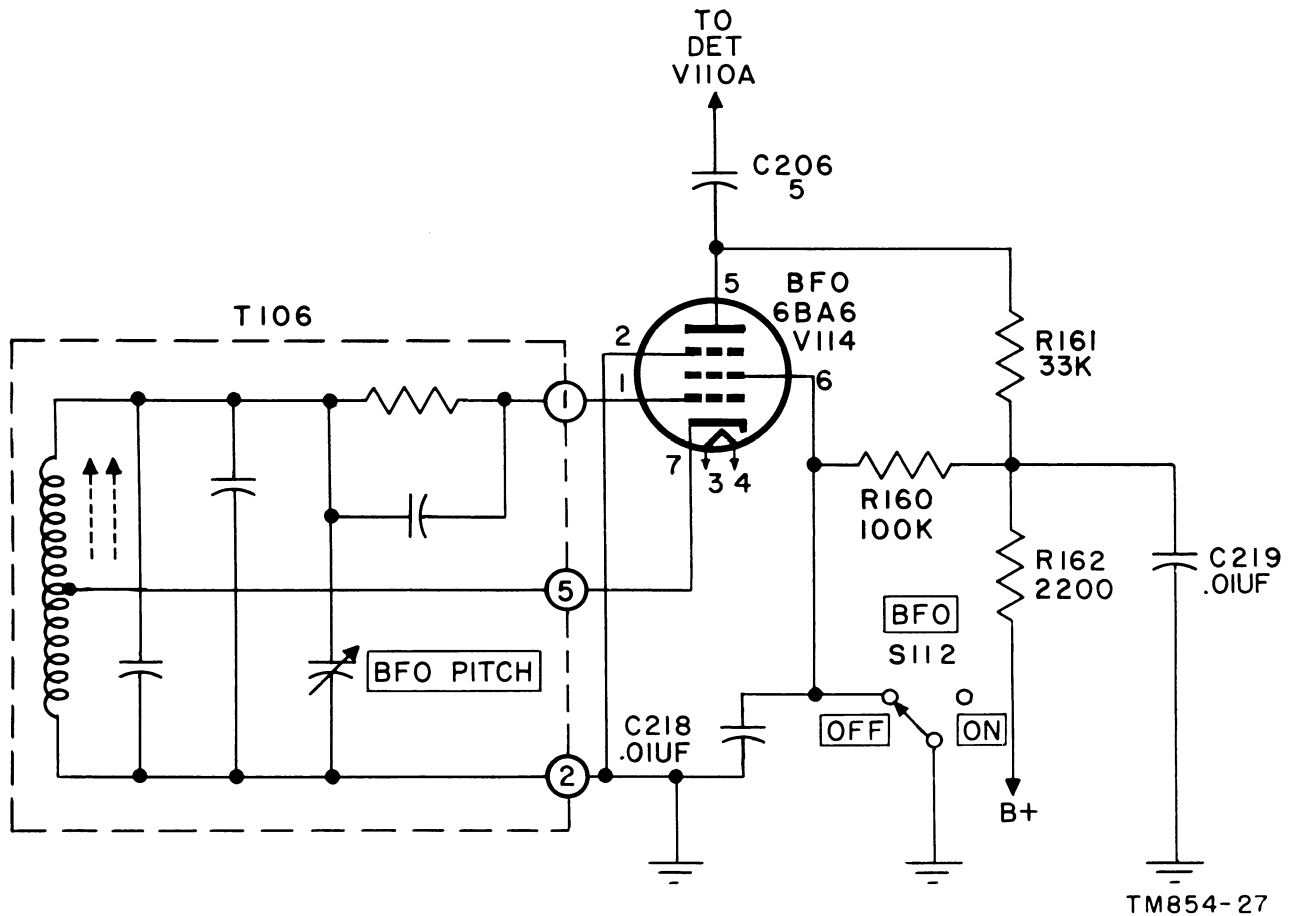 TO
DET
V110A
C206
5
5
BFO
6BA6
V114
T106
2
1
6
R161
33K
1
7
3 4
R160
100K
R162
2200
C219
.01UF
5
BFO
S112
BFO PITCH
C218
.01UF
OFF
ON
2
B+
TM854-27